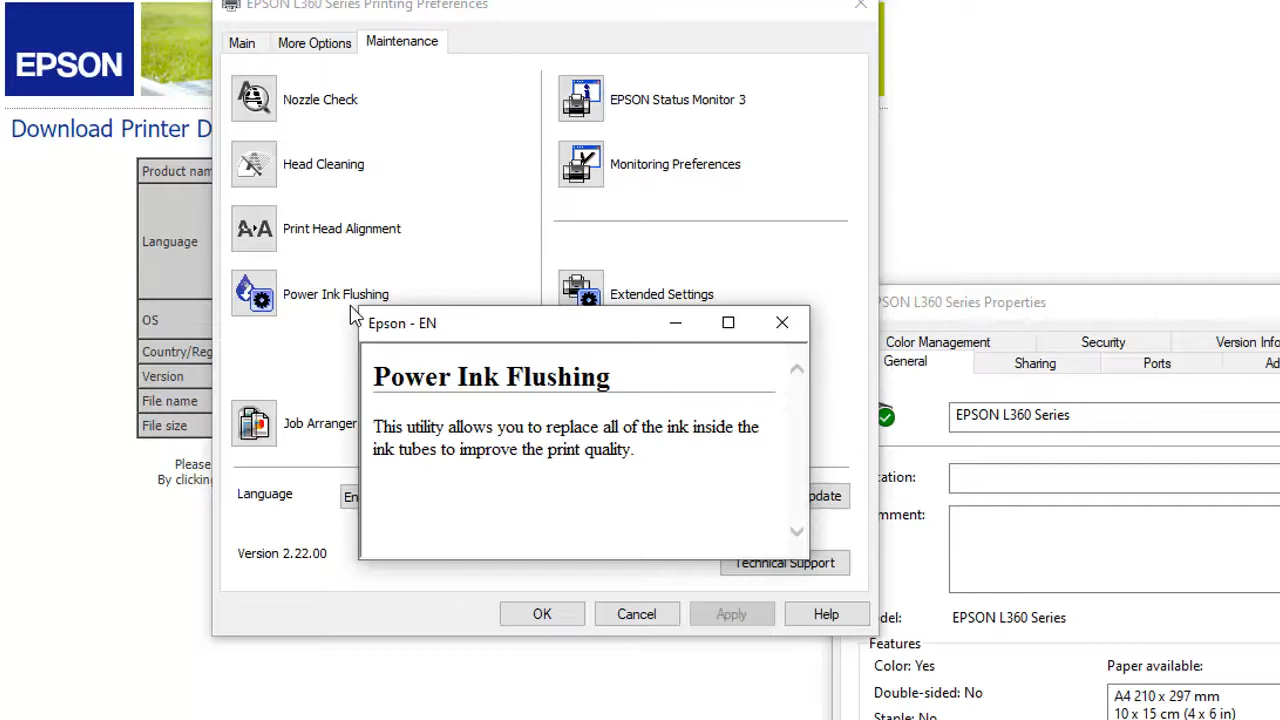 EPSON L360 Series Printing Preferences
EPSON
Main
More Options
Maintenance
Nozzle Check
EPSON Status Monitor 3
Download Printer D
Head Cleaning
Monitoring Preferences
Product nam
Language
Print Head Alignment
Power Ink Flushing
Extended Settings
OS
Country/Reg
Version
File name
File size
Epson - EN
Power Ink Flushing
This utility allows you to replace all of the ink inside the
ink tubes to improve the print quality.
Job Arranger
Please
By clicking
Language
En
pdate
Version 2.22.00
Technical Support
OK
Cancel
Apply
Help
PSON L360 Series Properties
Color Management
Security
Version Info
General
Sharing
Ports
Ad
EPSON L360 Series
cation:
mment:
del:
EPSON L360 Series
Features
Color: Yes
Paper available:
Double-sided: No
A4 210 x 297 mm
Staple: No
10 x 15 cm (4 x 6 in)